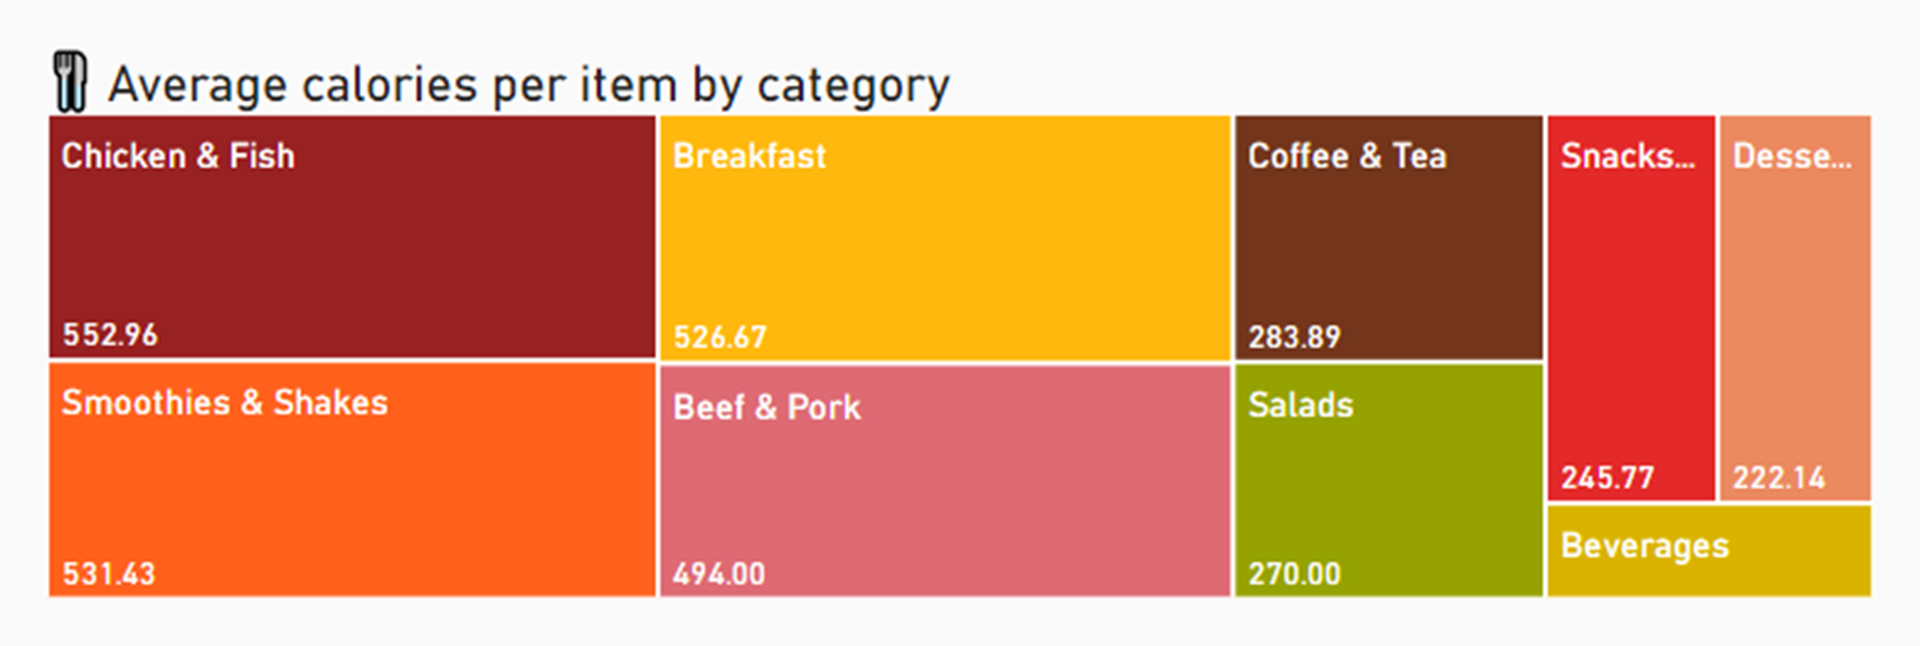 Average calories per item by category
Chicken & Fish
552.96
Smoothies & Shakes
531.43
Breakfast
526.67
Beef & Pork
494.00
Coffee & Tea
283.89
Salads
270.00
Snacks...
245.77
Desse...
222.14
Beverages